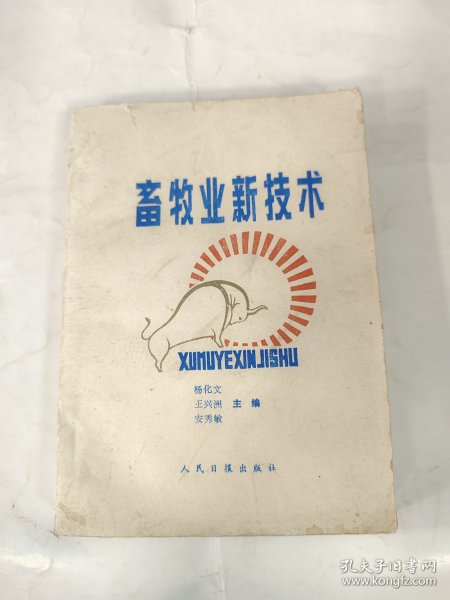 畜牧业新技术
XUMUYEXINJISHU
杨化文
王兴洲 主编
安秀敏
人民日报出版社
孔夫子旧书网
www.kongfz.com